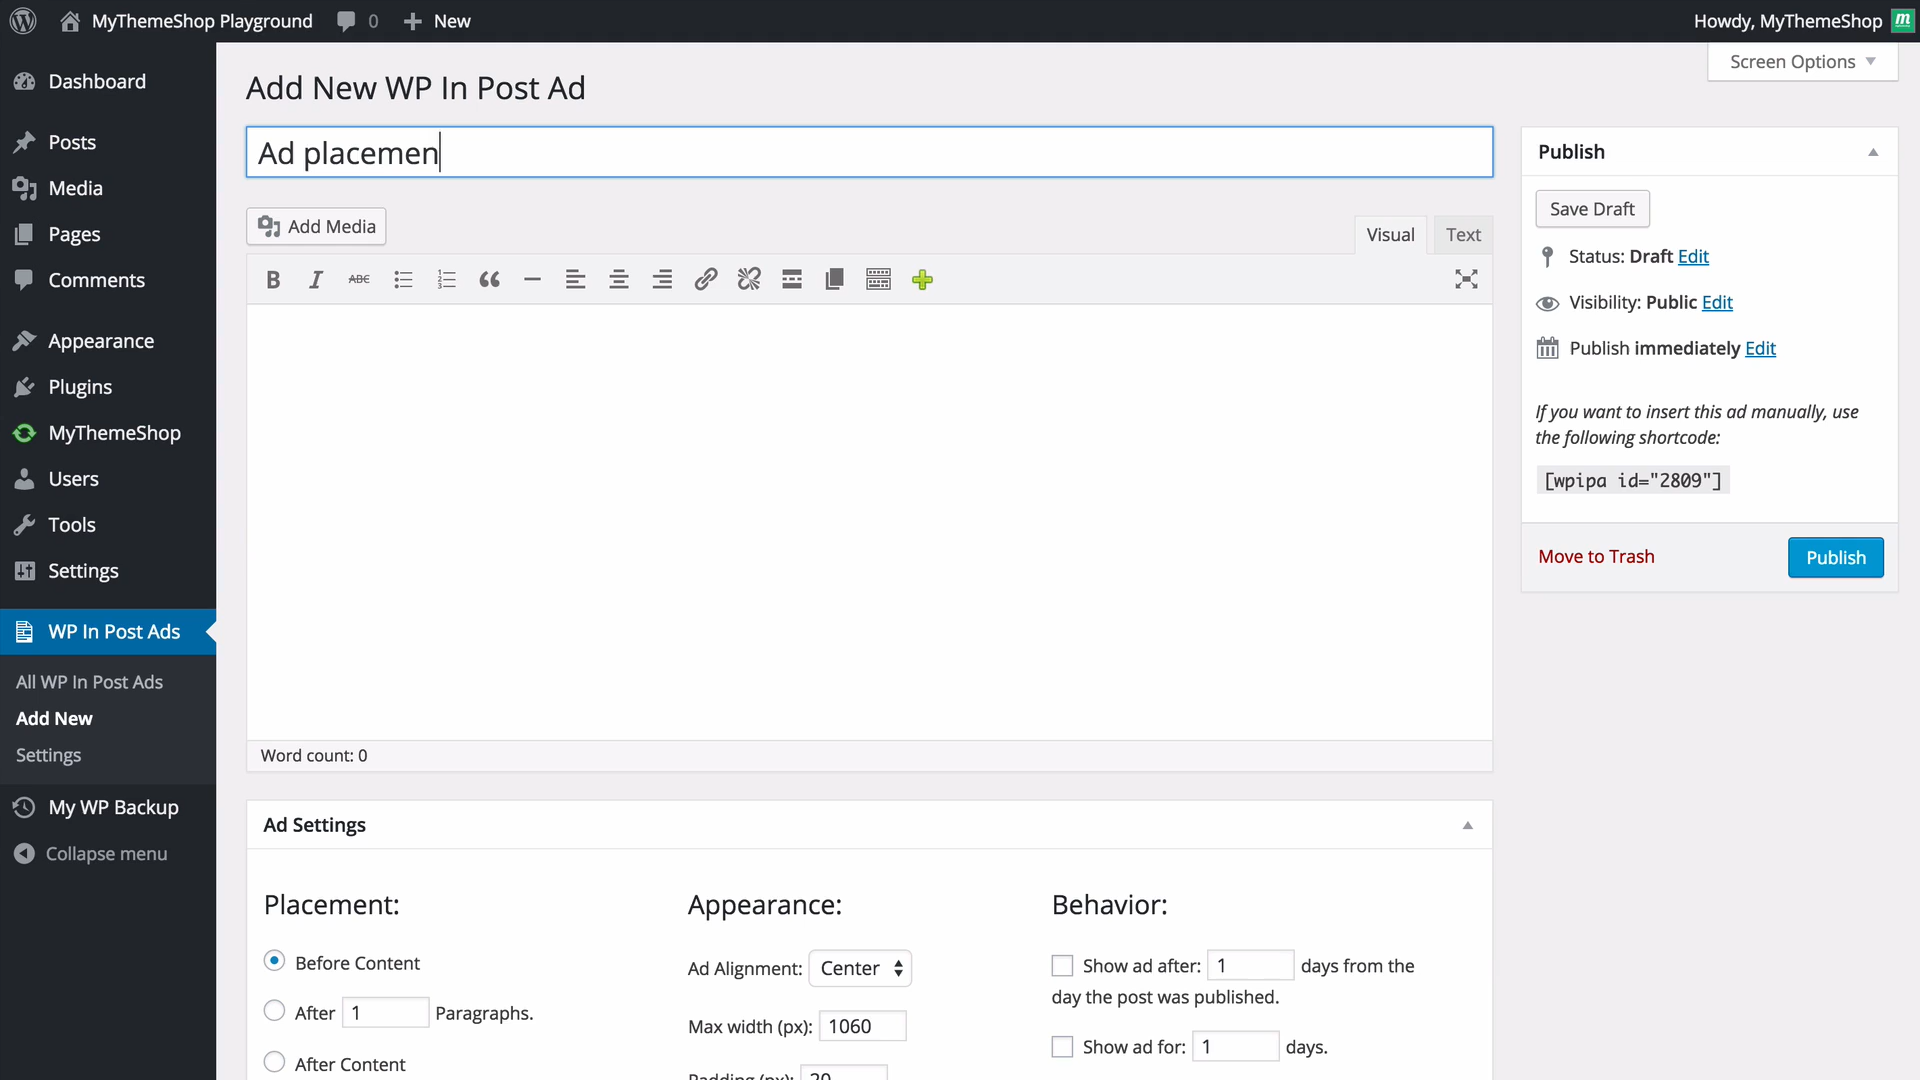 MyThemeShop Playground 0 New Howdy, MyThemeShop m
Screen Options
Dashboard
Posts
Media
Pages
Comments
Appearance
Plugins
MyThemeShop
Users
Tools
Settings
WP In Post Ads
All WP In Post Ads
Add New
Settings
My WP Backup
Collapse menu
Add New WP In Post Ad
Ad placemen
Add Media
Visual Text
B I ABC
Word count: 0
Ad Settings
Placement:
Before Content
After 1 Paragraphs.
After Content
Appearance:
Ad Alignment: Center
Max width (px): 1060
Padding (px): 20
Behavior:
Show ad after: 1 days from the
day the post was published.
Show ad for: 1 days.
Publish
Save Draft
Status: Draft Edit
Visibility: Public Edit
Publish immediately Edit
If you want to insert this ad manually, use
the following shortcode:
[wpipa id="2809"]
Move to Trash Publish